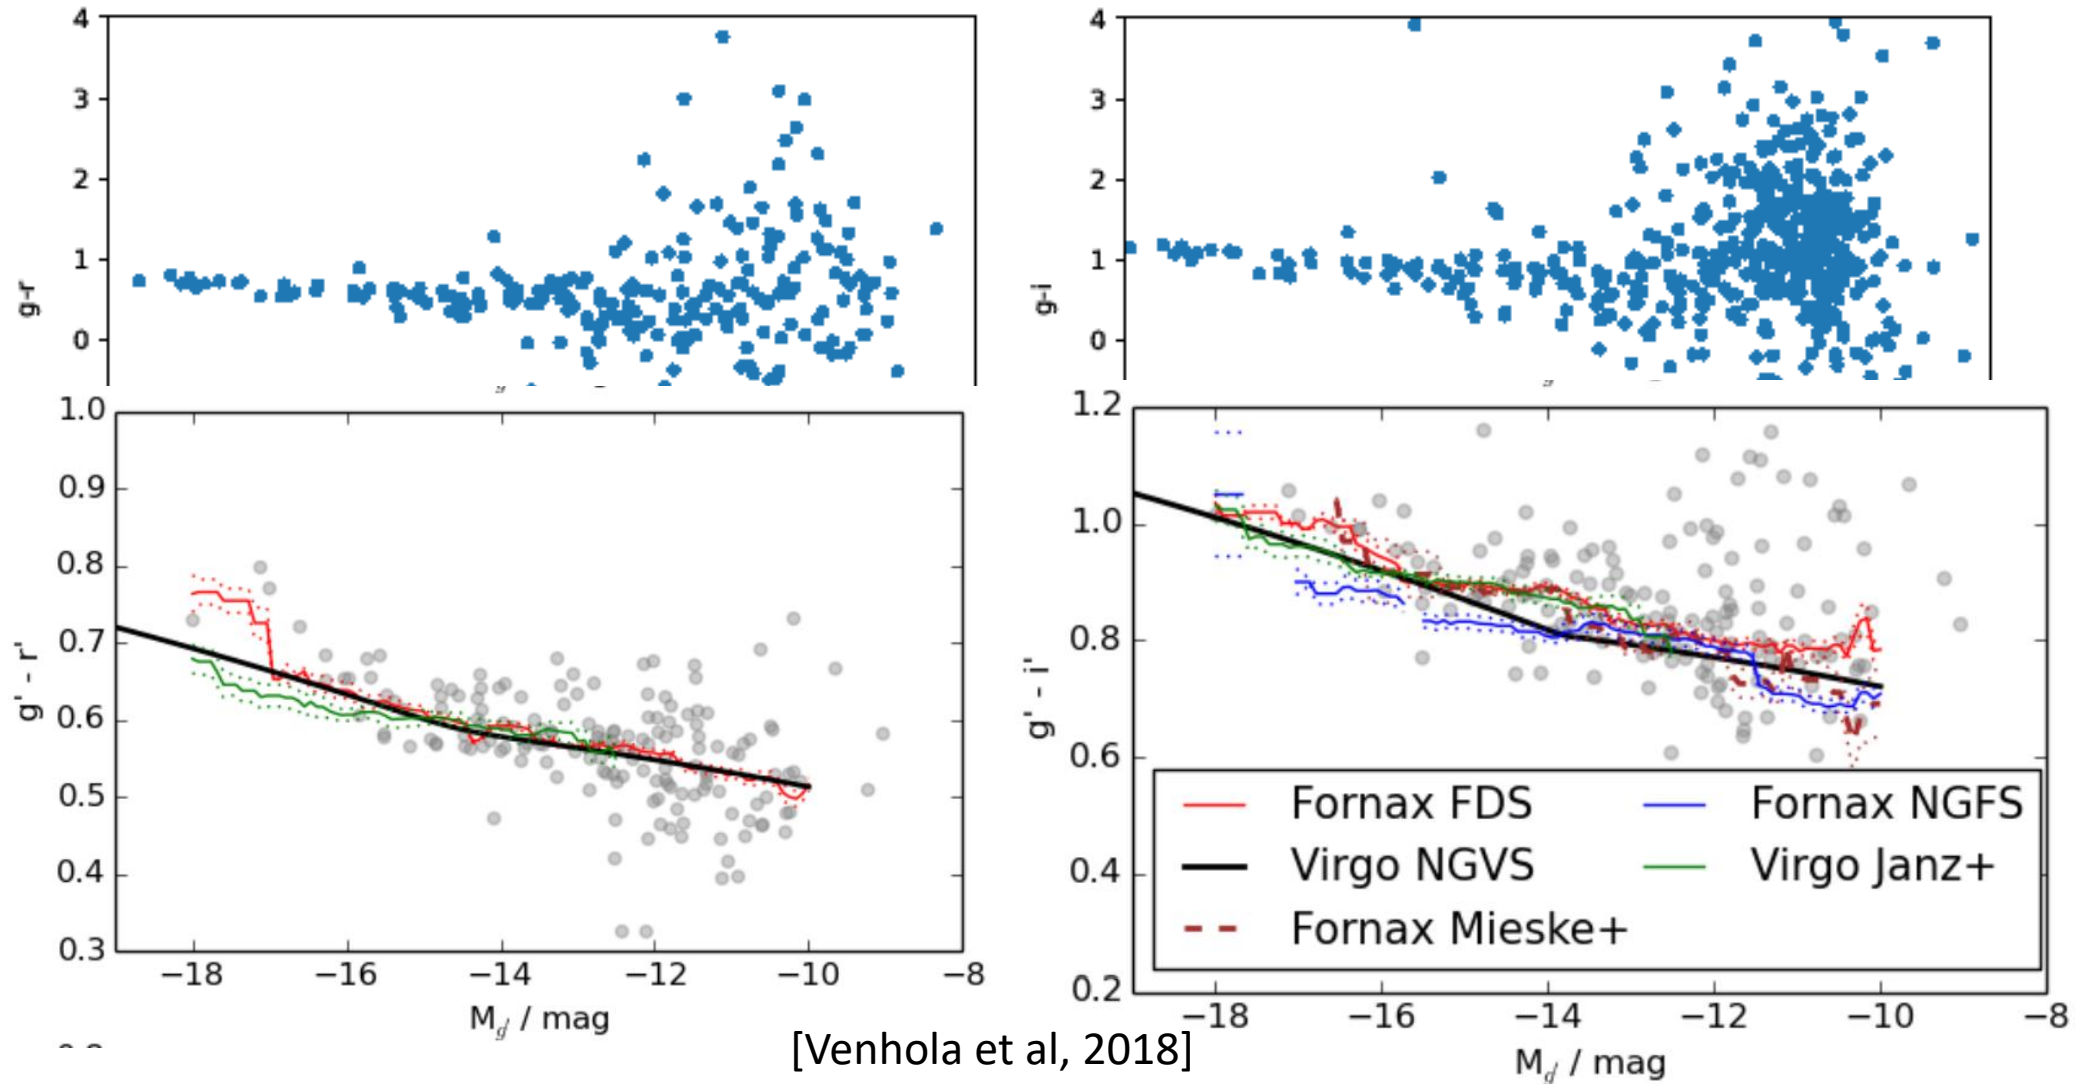 4
3
2
1
0
g-r
4
3
2
1
0
g-i
1.0
0.9
0.8
0.7
0.6
0.5
0.4
0.3
g' - r'
−18 −16 −14 −12 −10 −8
M_g' / mag
1.2
1.0
0.8
0.6
0.4
0.2
g' - i'
Fornax FDS
Fornax NGFS
Virgo NGVS
Virgo Janz+
Fornax Mieske+
−18 −16 −14 −12 −10 −8
M_g' / mag
[Venhola et al, 2018]